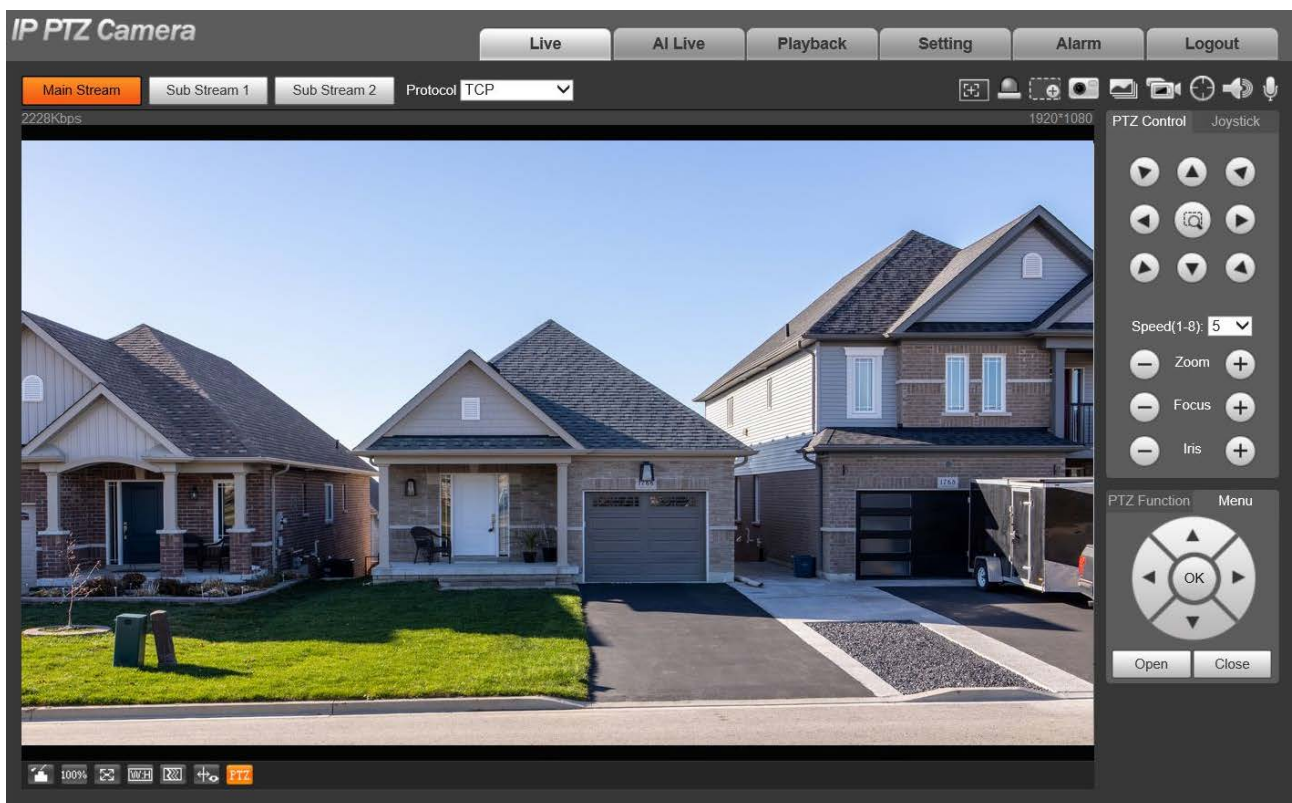 IP PTZ Camera
Live
AI Live
Playback
Setting
Alarm
Logout
Main Stream
Sub Stream 1
Sub Stream 2
Protocol TCP
2228Kbps
1920*1080
PTZ Control
Joystick
Speed(1-8): 5
Zoom
Focus
Iris
1766
1768
PTZ Function
Menu
OK
Open
Close
100%
W:H
PTZ